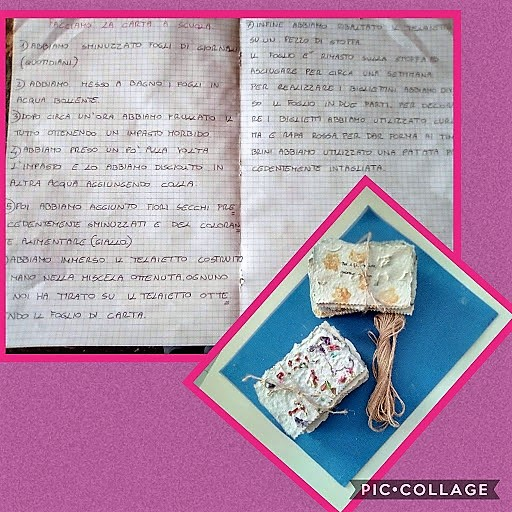 FACCIAMO LA CARTA A SCUOLA
1) ABBIAMO SMINUZZATO FOGLI DI GIORNALI
(QUOTIDIANI)
2) ABBIAMO MESSO A BAGNO I FOGLI IN
ACQUA BOLLENTE.
3) DOPO CIRCA UN'ORA ABBIAMO FRULLATO IL
TUTTO OTTENENDO UN IMPASTO MORBIDO
4) ABBIAMO PRESO UN PO' ALLA VOLTA
L'IMPASTO E LO ABBIAMO DISCIOLTO IN
ALTRA ACQUA AGGIUNGENDO COLLA.
5) POI ABBIAMO AGGIUNTO FIORI SECCHI PRE=
CEDENTEMENTE SMINUZZATI E DEL COLORAN
E ALIMENTARE (GIALLO)
ABBIAMO IMMERSO IL TELAIETTO COSTRUITO
MANO NELLA MISCELA OTTENUTA. OGNUNO
NOI HA TIRATO SU IL TELAIETTO OTTE=
NDO IL FOGLIO DI CARTA.
7) INFINE ABBIAMO RIBALTATO IL TELAIETTO
SU UN PEZZO DI STOFFA
IL FOGLIO E' RIMASTO SULLA STOFFA AD
ASCIUGARE PER CIRCA UNA SETTIMANA.
PER REALIZZARE I BIGLIETTINI ABBIAMO DIVI
SO IL FOGLIO IN DUE PARTI. PER DECORA
RE I BIGLIETTI ABBIAMO UTILIZZATO CURCU
MA E RAPA ROSSA PER DAR FORMA AI TIM
BRINI ABBIAMO UTILIZZATO UNA PATATA PRE
CEDENTEMENTE INTAGLIATA.
PIC•COLLAGE